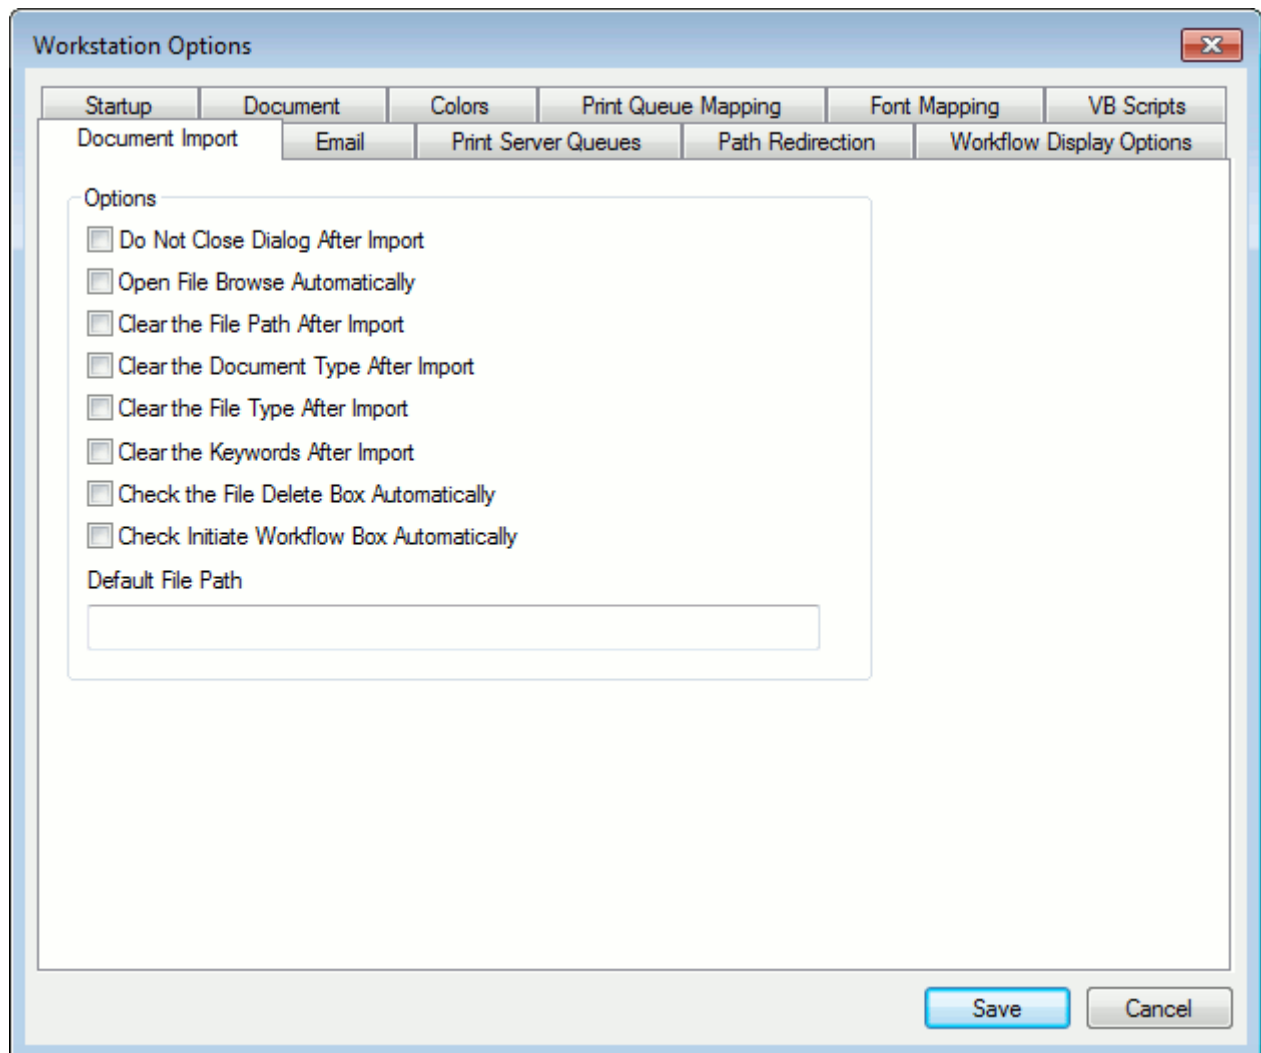 Workstation Options
Startup Document Colors Print Queue Mapping Font Mapping VB Scripts
Document Import Email Print Server Queues Path Redirection Workflow Display Options
Options
Do Not Close Dialog After Import
Open File Browse Automatically
Clear the File Path After Import
Clear the Document Type After Import
Clear the File Type After Import
Clear the Keywords After Import
Check the File Delete Box Automatically
Check Initiate Workflow Box Automatically
Default File Path
Save Cancel